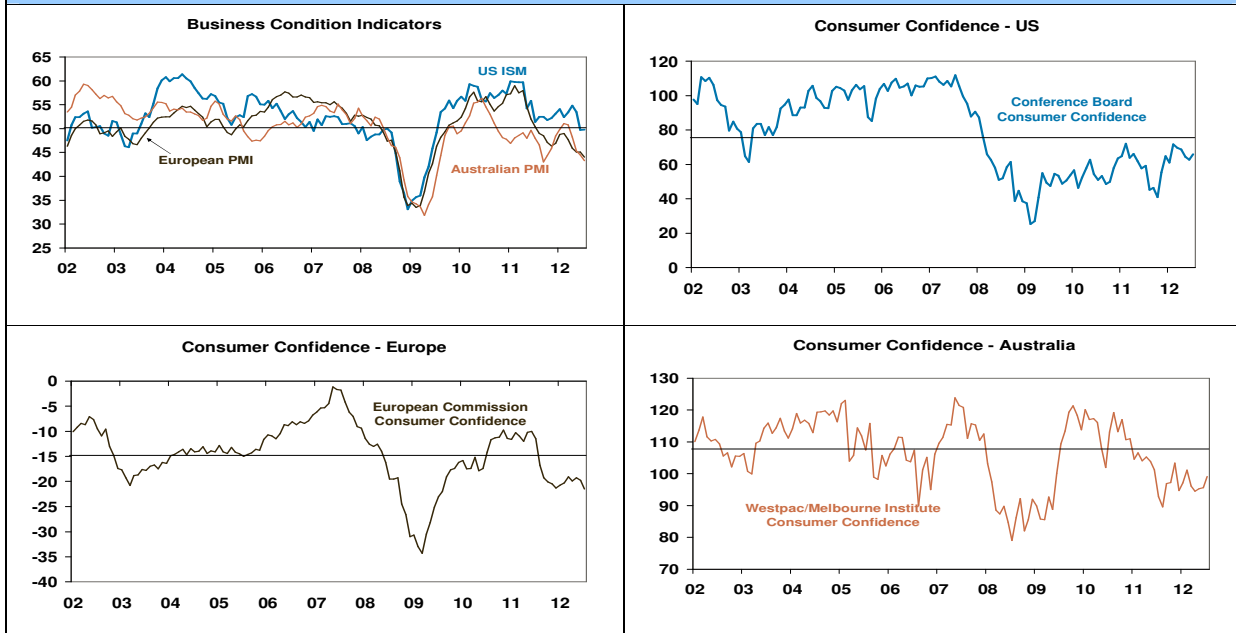 Business Condition Indicators
65
60
55
50
45
40
35
30
25
US ISM
European PMI
Australian PMI
02 03 04 05 06 07 08 09 10 11 12
Consumer Confidence - US
120
100
80
60
40
20
0
Conference Board
Consumer Confidence
02 03 04 05 06 07 08 09 10 11 12
Consumer Confidence - Europe
0
-5
-10
-15
-20
-25
-30
-35
-40
European Commission
Consumer Confidence
02 03 04 05 06 07 08 09 10 11 12
Consumer Confidence - Australia
130
120
110
100
90
80
70
Westpac/Melbourne Institute
Consumer Confidence
02 03 04 05 06 07 08 09 10 11 12